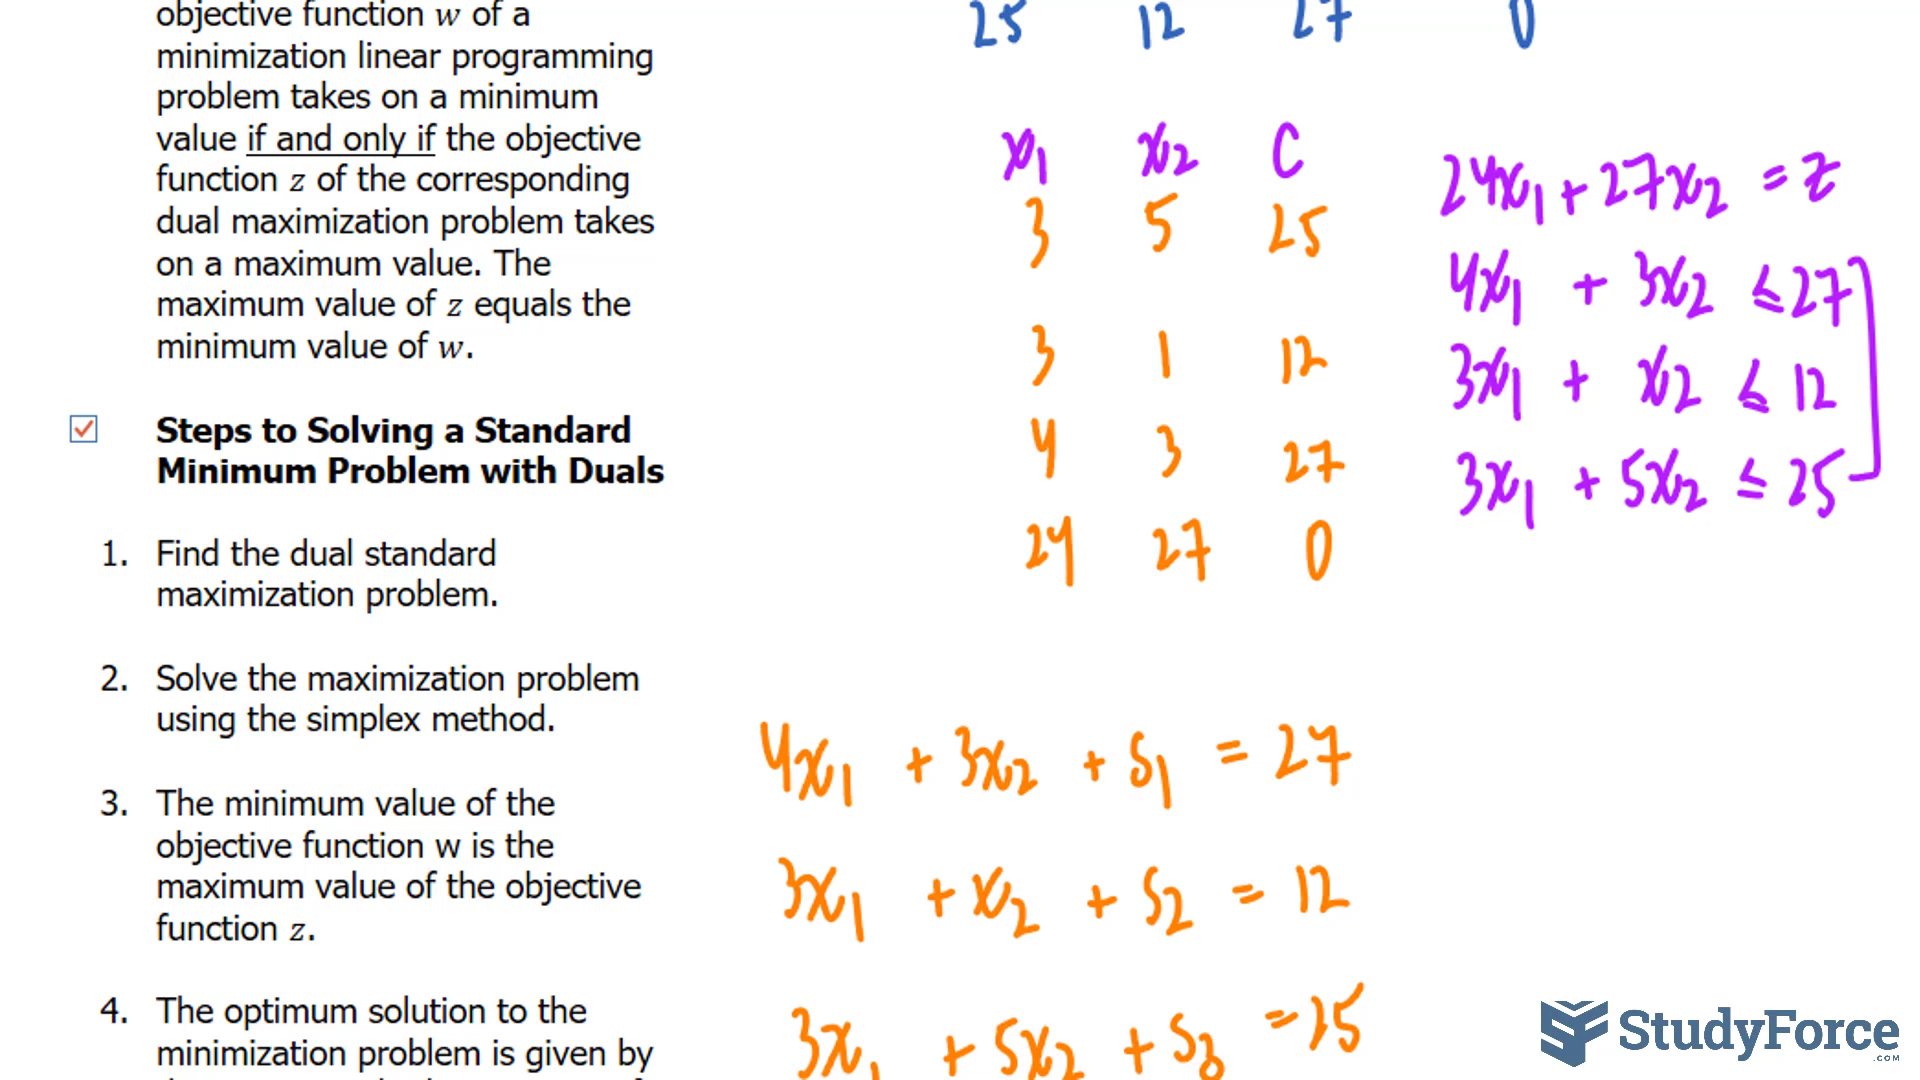 objective function w of a
minimization linear programming
problem takes on a minimum
value if and only if the objective
function z of the corresponding
dual maximization problem takes
on a maximum value. The
maximum value of z equals the
minimum value of w.
Steps to Solving a Standard
Minimum Problem with Duals
1. Find the dual standard
maximization problem.
2. Solve the maximization problem
using the simplex method.
3. The minimum value of the
objective function w is the
maximum value of the objective
function z.
4. The optimum solution to the
minimization problem is given by
25 12 27 0
x1 x2 C
3 5 25
3 1 12
4 3 27
24 27 0
24x1 + 27x2 = z
4x1 + 3x2 ≤ 27
3x1 + x2 ≤ 12
3x1 + 5x2 ≤ 25
4x1 + 3x2 + s1 = 27
3x1 + x2 + s2 = 12
3x1 + 5x2 + s3 = 25
StudyForce
.COM